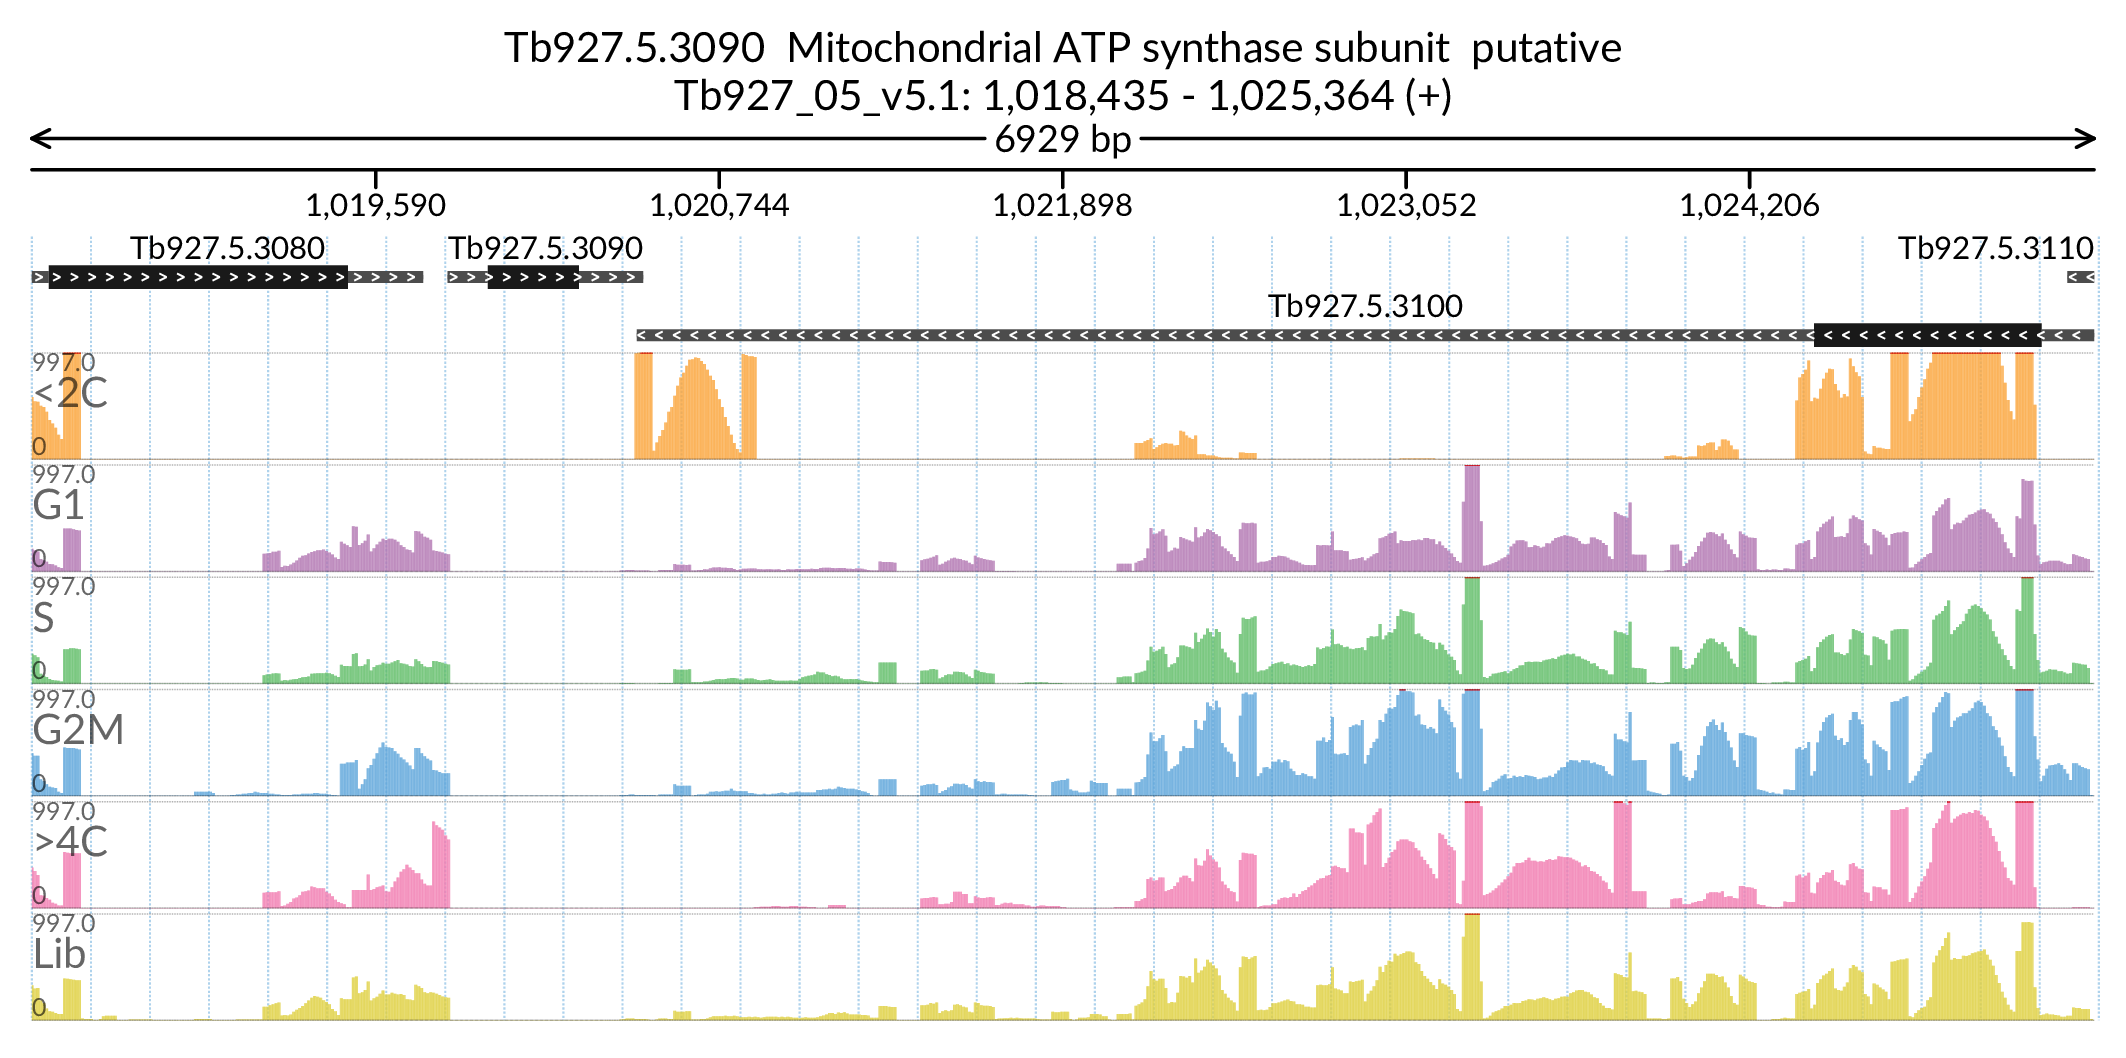 Tb927.5.3090  Mitochondrial ATP synthase subunit  putative
Tb927_05_v5.1: 1,018,435 - 1,025,364 (+)
6929 bp
1,019,590 1,020,744 1,021,898 1,023,052 1,024,206
Tb927.5.3080 Tb927.5.3090 Tb927.5.3110
Tb927.5.3100
997.0
<2C
0
997.0
G1
0
997.0
S
0
997.0
G2M
0
997.0
>4C
0
997.0
Lib
0